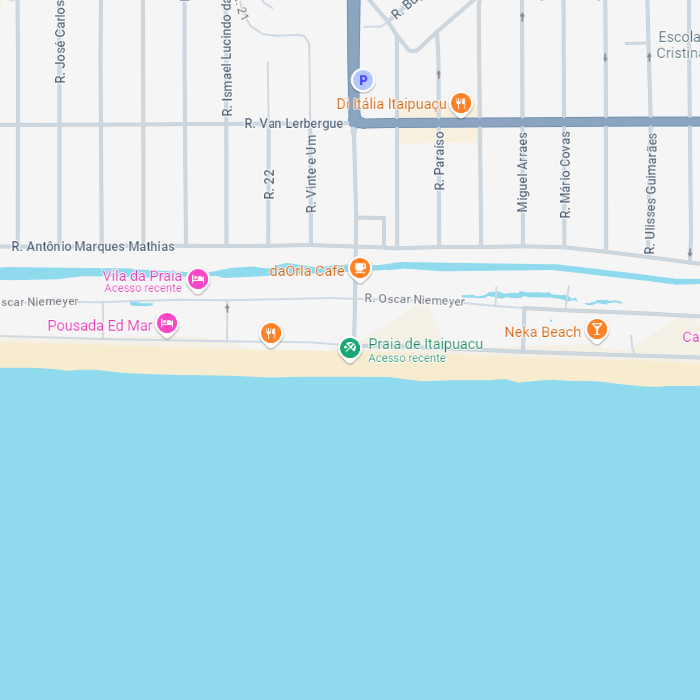 R. José Carlos
R. Ismael Lucindo da
R. 21
P
Escola
Cristina
Di Itália Itaipuaçu
R. Van Lerbergue
R. 22
R. Vinte e Um
R. Paraíso
Miguel Arraes
R. Mário Covas
R. Ulisses Guimarães
R. Antônio Marques Mathias
Vila da Praia
Acesso recente
daOrla Café
scar Niemeyer
R. Oscar Niemeyer
Pousada Ed Mar
Praia de Itaipuacu
Acesso recente
Neka Beach
Ca